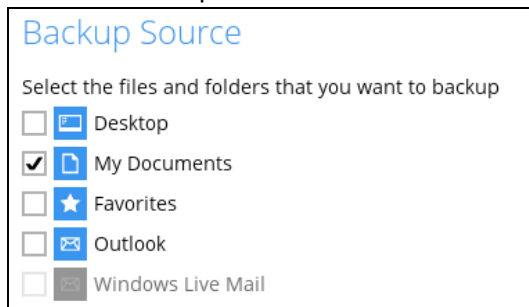 Backup Source
Select the files and folders that you want to backup
Desktop
My Documents
Favorites
Outlook
Windows Live Mail